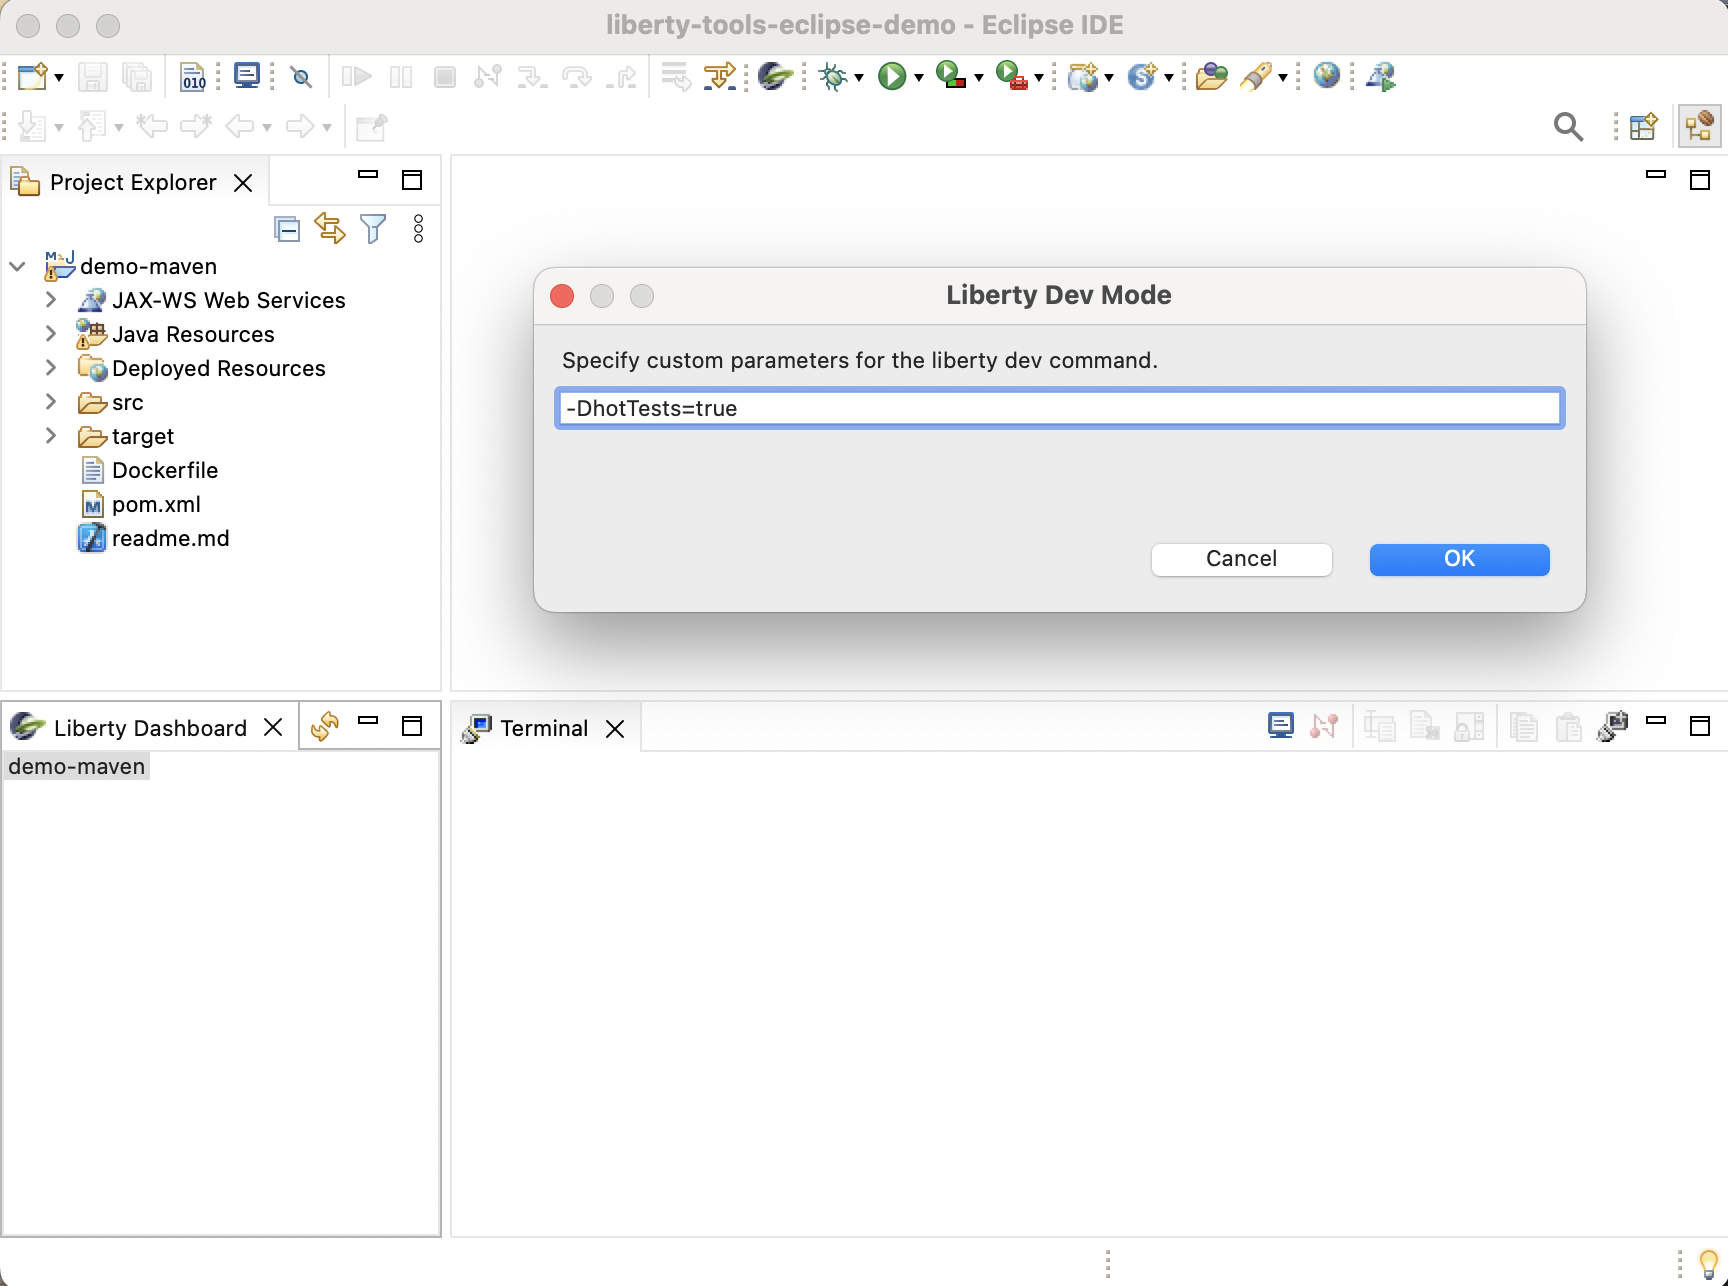 liberty-tools-eclipse-demo - Eclipse IDE
010
Project Explorer
demo-maven
JAX-WS Web Services
Java Resources
Deployed Resources
src
target
Dockerfile
pom.xml
readme.md
Liberty Dev Mode
Specify custom parameters for the liberty dev command.
-DhotTests=true
Cancel
OK
Liberty Dashboard
demo-maven
Terminal